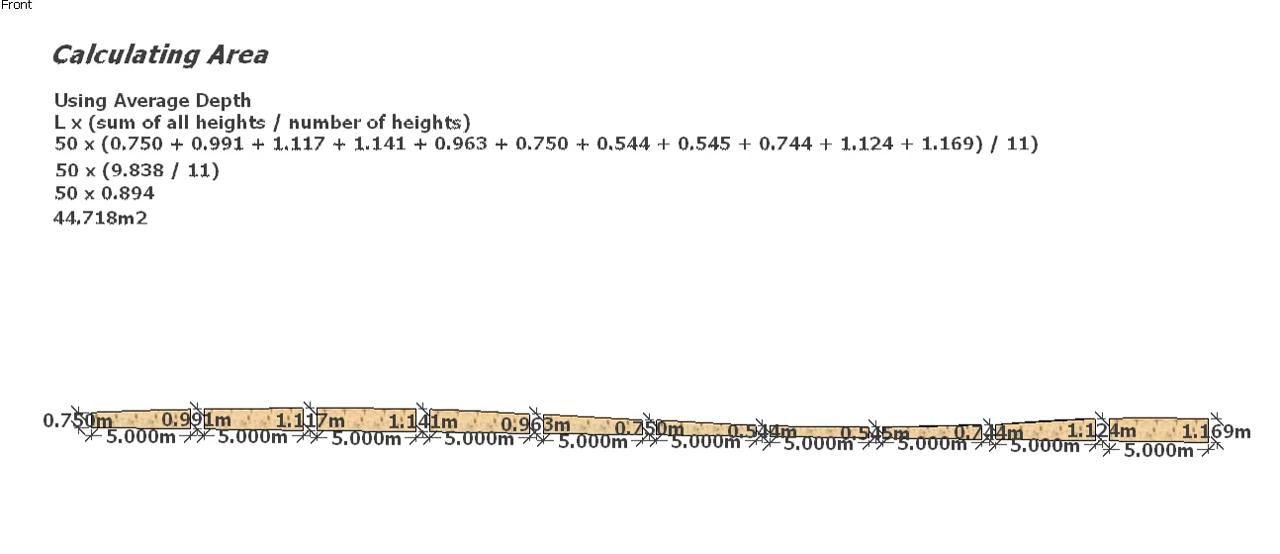 Front
Calculating Area
Using Average Depth
L x (sum of all heights / number of heights)
50 x (0.750 + 0.991 + 1.117 + 1.141 + 0.963 + 0.750 + 0.544 + 0.545 + 0.744 + 1.124 + 1.169) / 11)
50 x (9.838 / 11)
50 x 0.894
44.718m2
0.750m 0.991m 1.117m 1.141m 0.963m 0.750m 0.544m 0.545m 0.744m 1.124m 1.169m
5.000m 5.000m 5.000m 5.000m 5.000m 5.000m 5.000m 5.000m 5.000m 5.000m